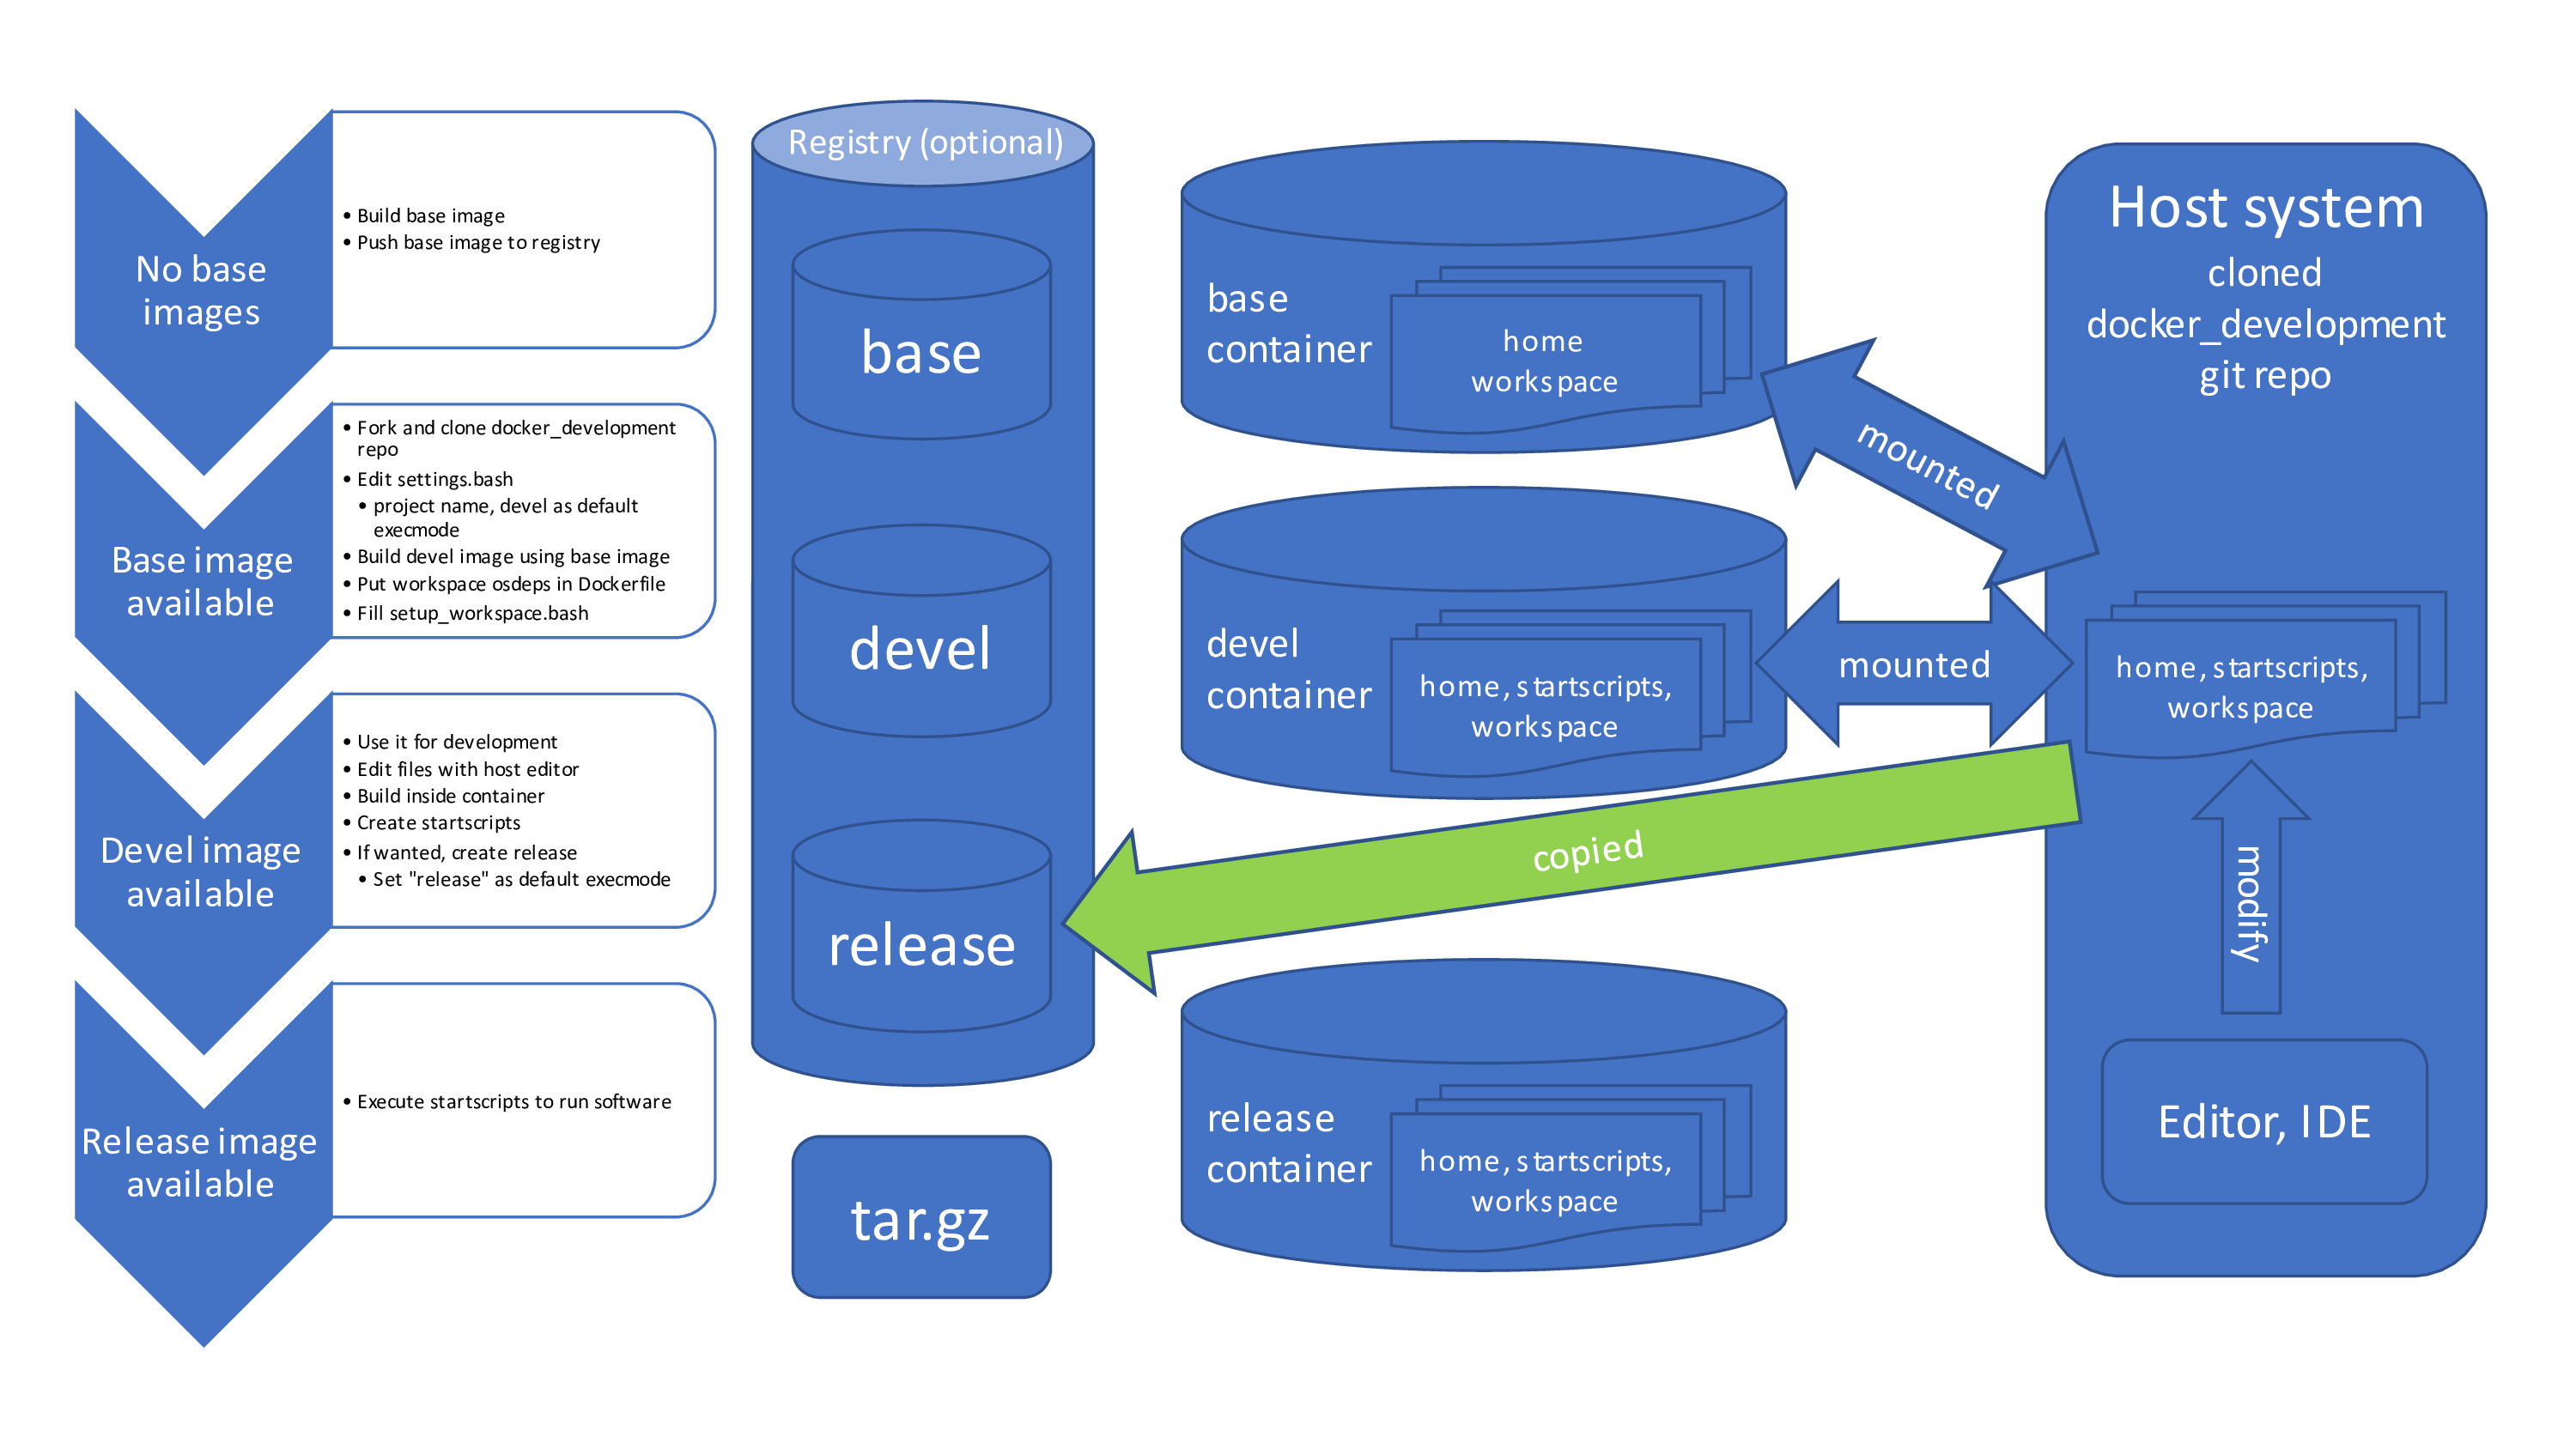 No base
images
• Build base image
• Push base image to registry
Base image
available
• Fork and clone docker_development
repo
• Edit settings.bash
• project name, devel as default
execmode
• Build devel image using base image
• Put workspace osdeps in Dockerfile
• Fill setup_workspace.bash
Devel image
available
• Use it for development
• Edit files with host editor
• Build inside container
• Create startscripts
• If wanted, create release
• Set "release" as default execmode
Release image
available
• Execute startscripts to run software
Registry (optional)
base
devel
release
tar.gz
base
container
home
workspace
devel
container
home, startscripts,
workspace
release
container
home, startscripts,
workspace
mounted
mounted
copied
Host system
cloned
docker_development
git repo
home, startscripts,
workspace
modify
Editor, IDE